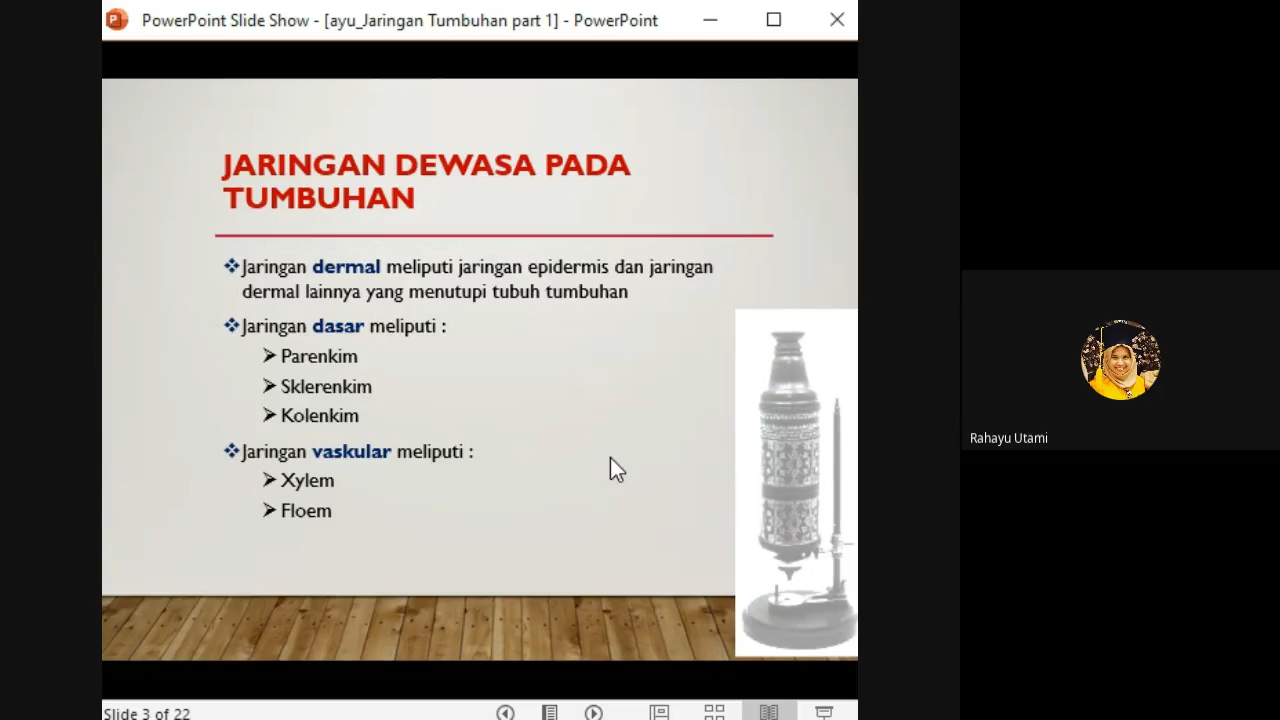 PowerPoint Slide Show - [ayu_Jaringan Tumbuhan part 1] - PowerPoint
JARINGAN DEWASA PADA
TUMBUHAN
Jaringan dermal meliputi jaringan epidermis dan jaringan
dermal lainnya yang menutupi tubuh tumbuhan
Jaringan dasar meliputi :
Parenkim
Sklerenkim
Kolenkim
Jaringan vaskular meliputi :
Xylem
Floem
Rahayu Utami
Slide 3 of 22